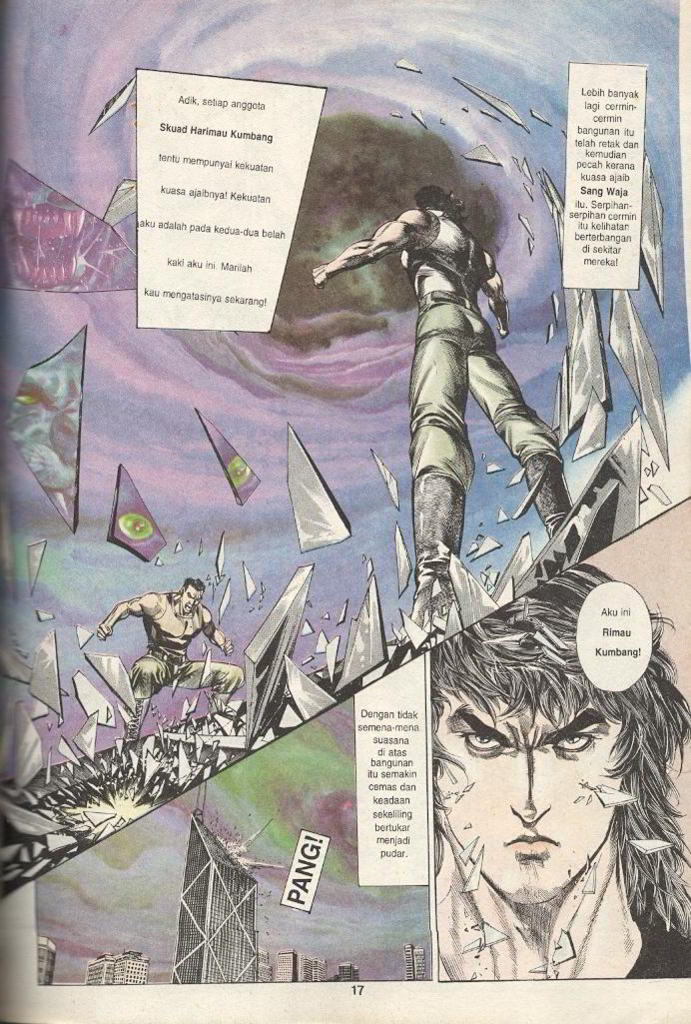 Adik, setiap anggota
Skuad Harimau Kumbang
tentu mempunyai kekuatan
kuasa ajaibnya! Kekuatan
aku adalah pada kedua-dua belah
kaki aku ini. Marilah
kau mengatasinya sekarang!
Lebih banyak
lagi cermin-
cermin
bangunan itu
telah retak dan
kemudian
pecah kerana
kuasa ajaib
Sang Waja
itu. Serpihan-
serpihan cermin
itu kelihatan
berterbangan
di sekitar
mereka!
Aku ini
Rimau
Kumbang!
Dengan tidak
semena-mena
suasana
di atas
bangunan
itu semakin
cemas dan
keadaan
sekeliling
bertukar
menjadi
pudar.
PANG!
17